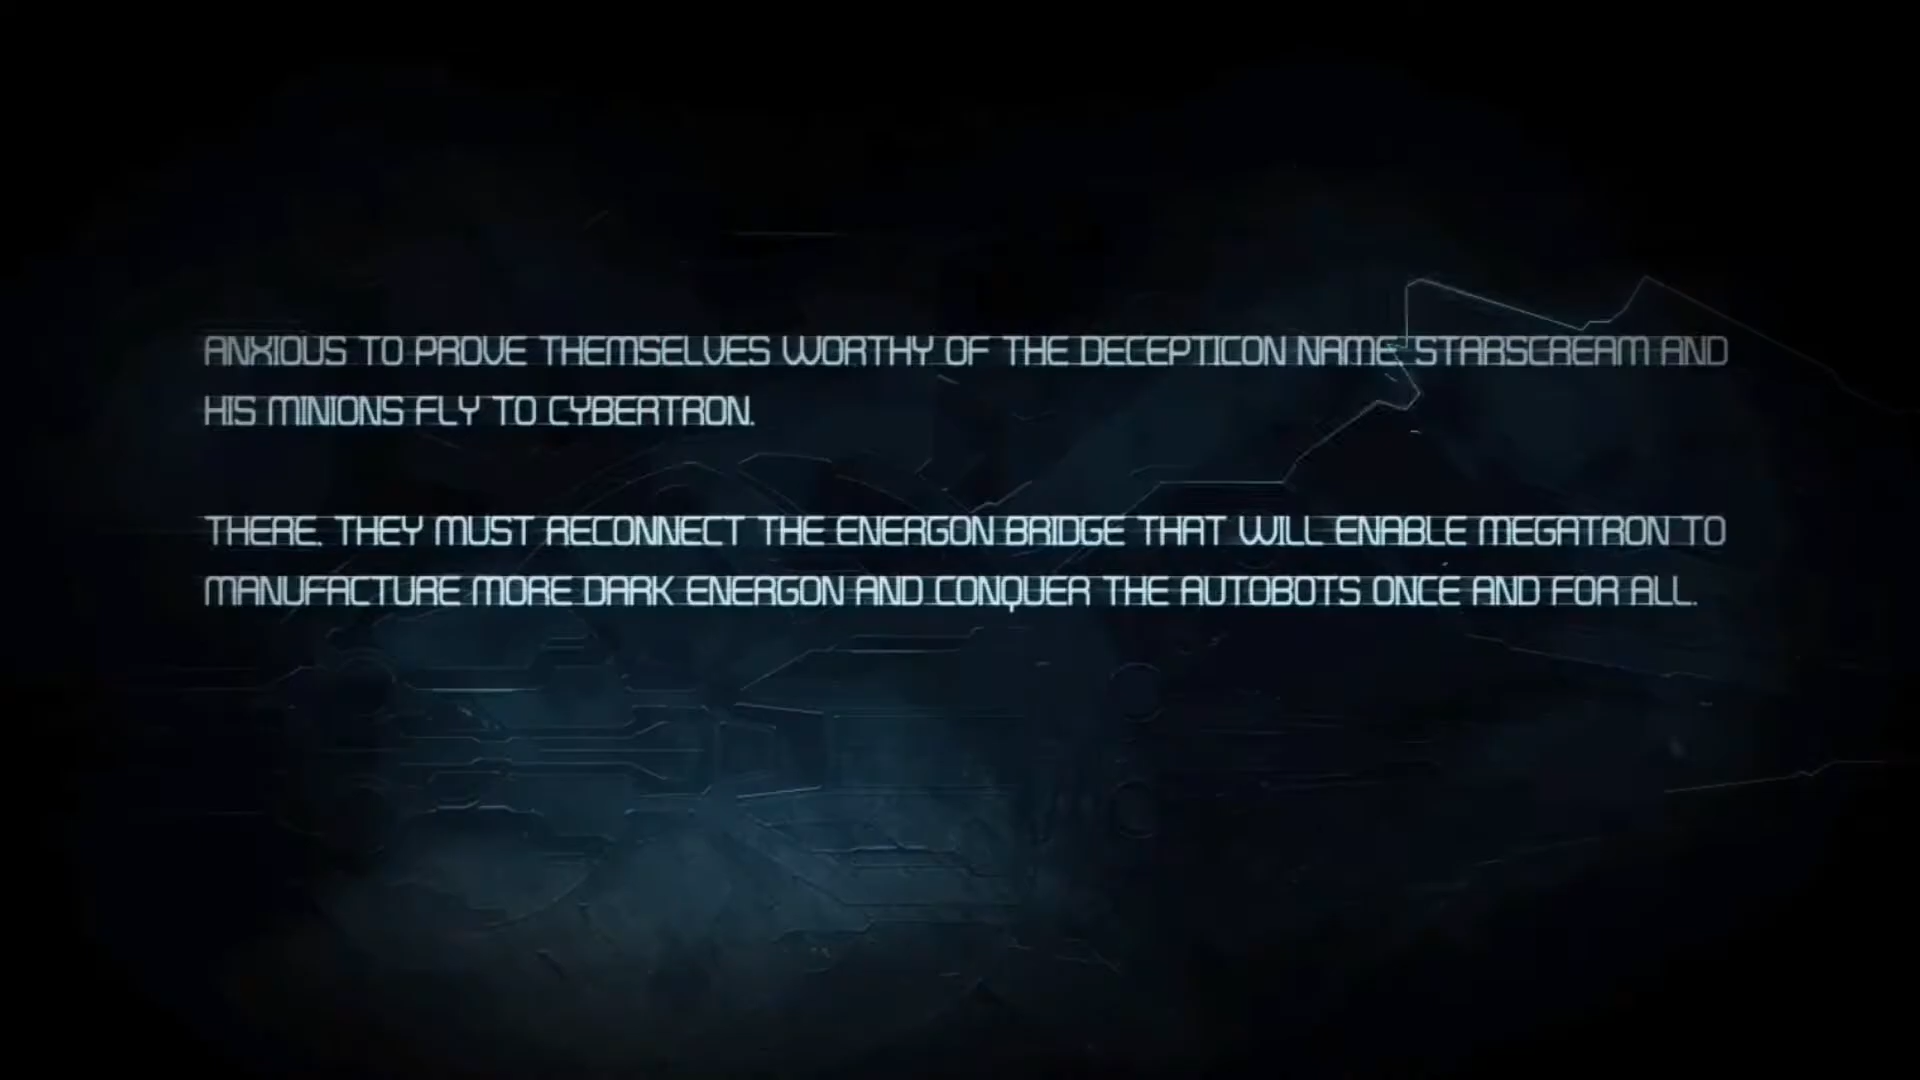 ANXIOUS TO PROVE THEMSELVES WORTHY OF THE DECEPTICON NAME, STARSCREAM AND
HIS MINIONS FLY TO CYBERTRON.
THERE, THEY MUST RECONNECT THE ENERGON BRIDGE THAT WILL ENABLE MEGATRON TO
MANUFACTURE MORE DARK ENERGON AND CONQUER THE AUTOBOTS ONCE AND FOR ALL.